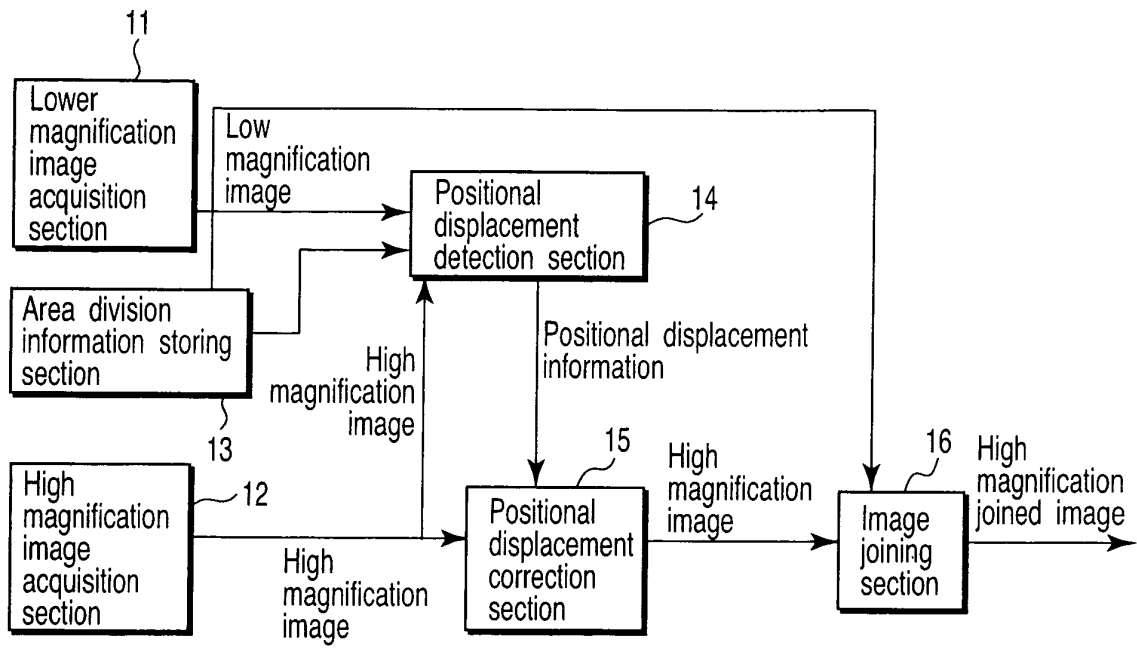 11
Lower
magnification
image
acquisition
section
Low
magnification
image
Positional
displacement
detection section
14
Area division
information storing
section
13
High
magnification
image
Positional displacement
information
High
magnification
image
acquisition
section
12
High
magnification
image
15
Positional
displacement
correction
section
High
magnification
image
16
Image
joining
section
High
magnification
joined image